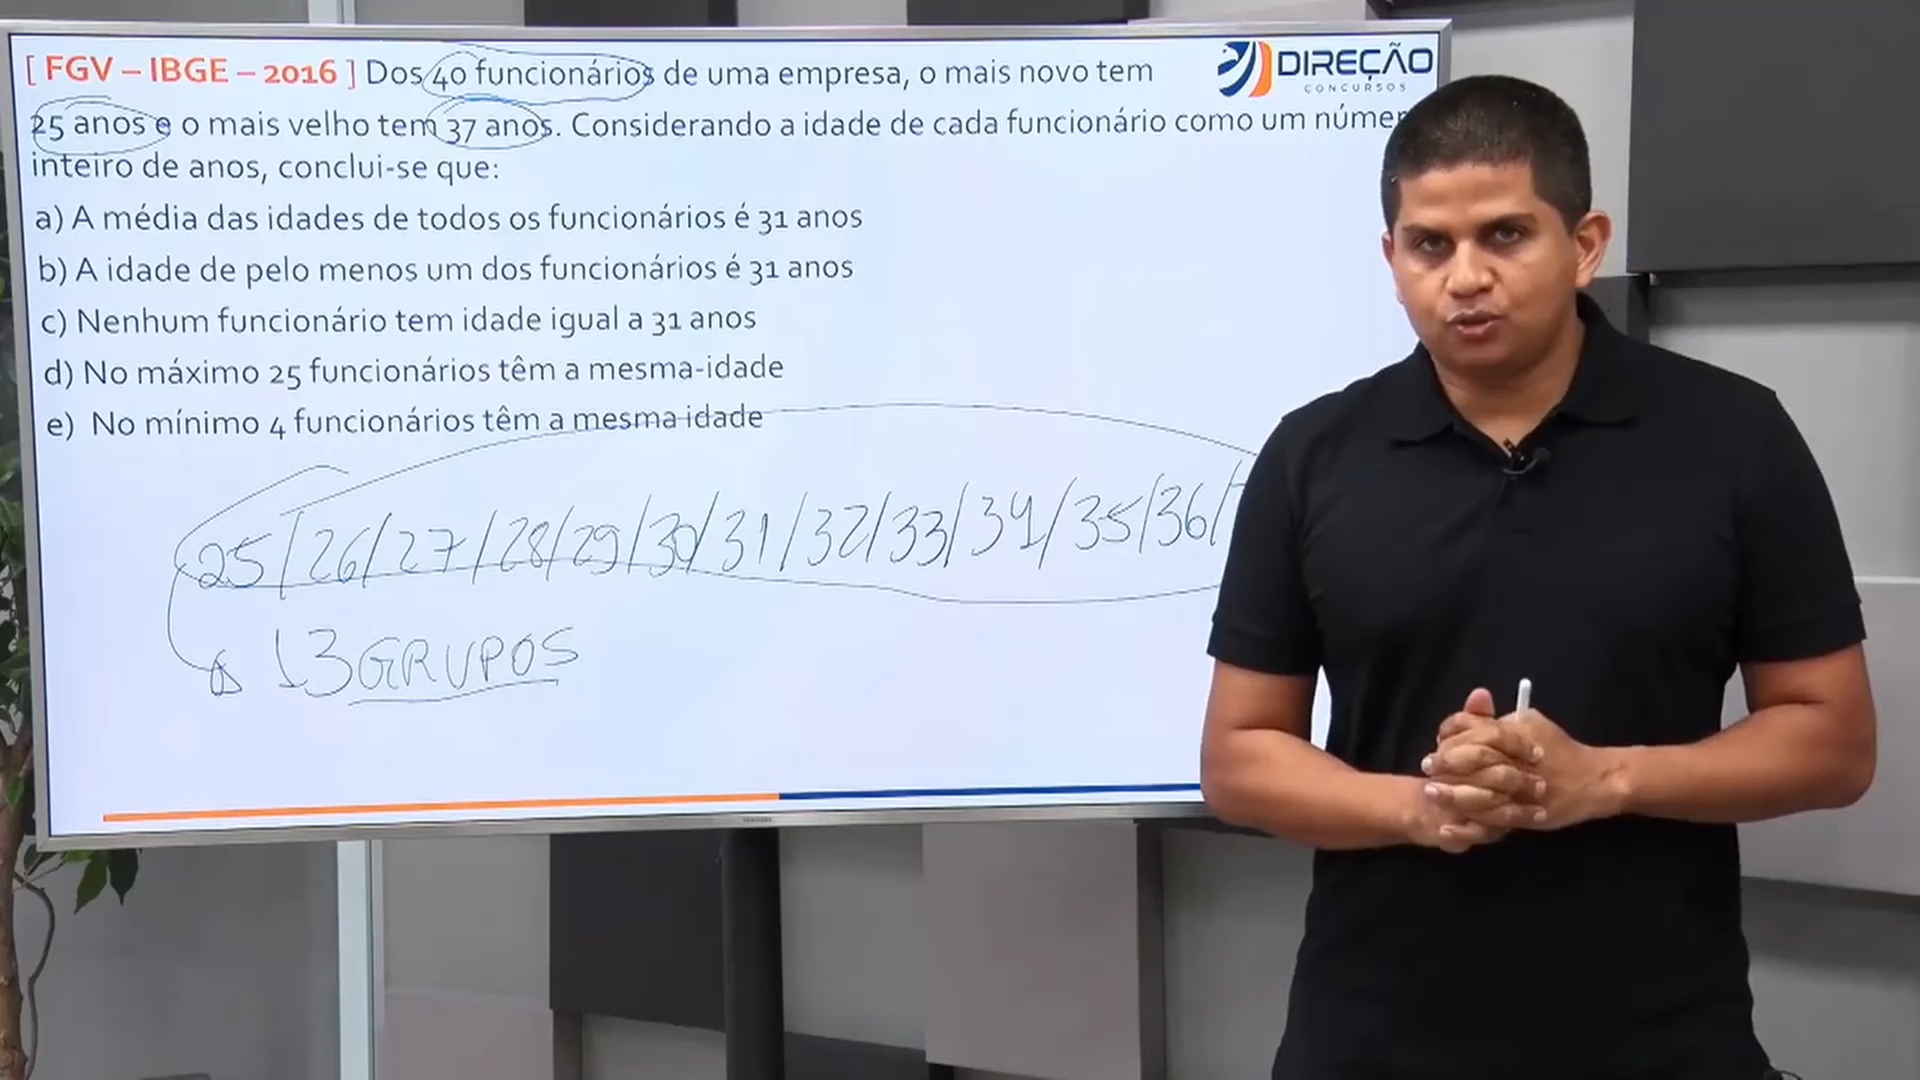 [ FGV – IBGE – 2016 ] Dos 40 funcionários de uma empresa, o mais novo tem
DIREÇÃO
CONCURSOS
25 anos e o mais velho tem 37 anos. Considerando a idade de cada funcionário como um númer
inteiro de anos, conclui-se que:
a) A média das idades de todos os funcionários é 31 anos
b) A idade de pelo menos um dos funcionários é 31 anos
c) Nenhum funcionário tem idade igual a 31 anos
d) No máximo 25 funcionários têm a mesma idade
e) No mínimo 4 funcionários têm a mesma idade
25/26/27/28/29/30/31/32/33/34/35/36/
13 GRUPOS